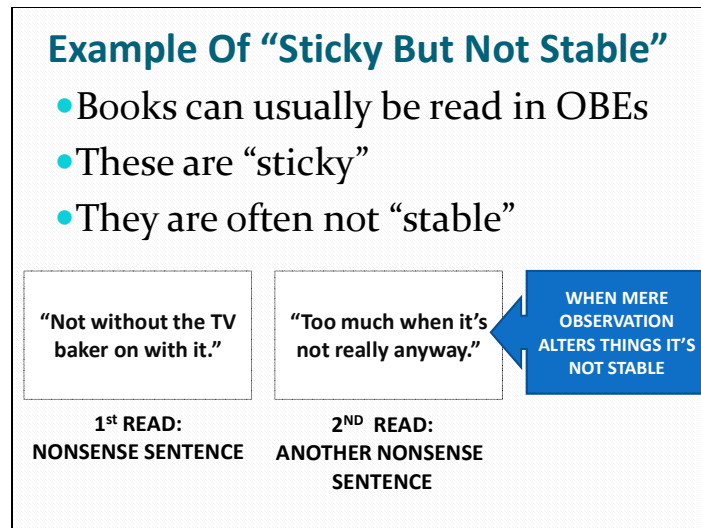 Example Of “Sticky But Not Stable”
•Books can usually be read in OBEs
•These are “sticky”
•They are often not “stable”
“Not without the TV
baker on with it.”
1st READ:
NONSENSE SENTENCE
“Too much when it’s
not really anyway.”
2ND READ:
ANOTHER NONSENSE
SENTENCE
WHEN MERE
OBSERVATION
ALTERS THINGS IT’S
NOT STABLE